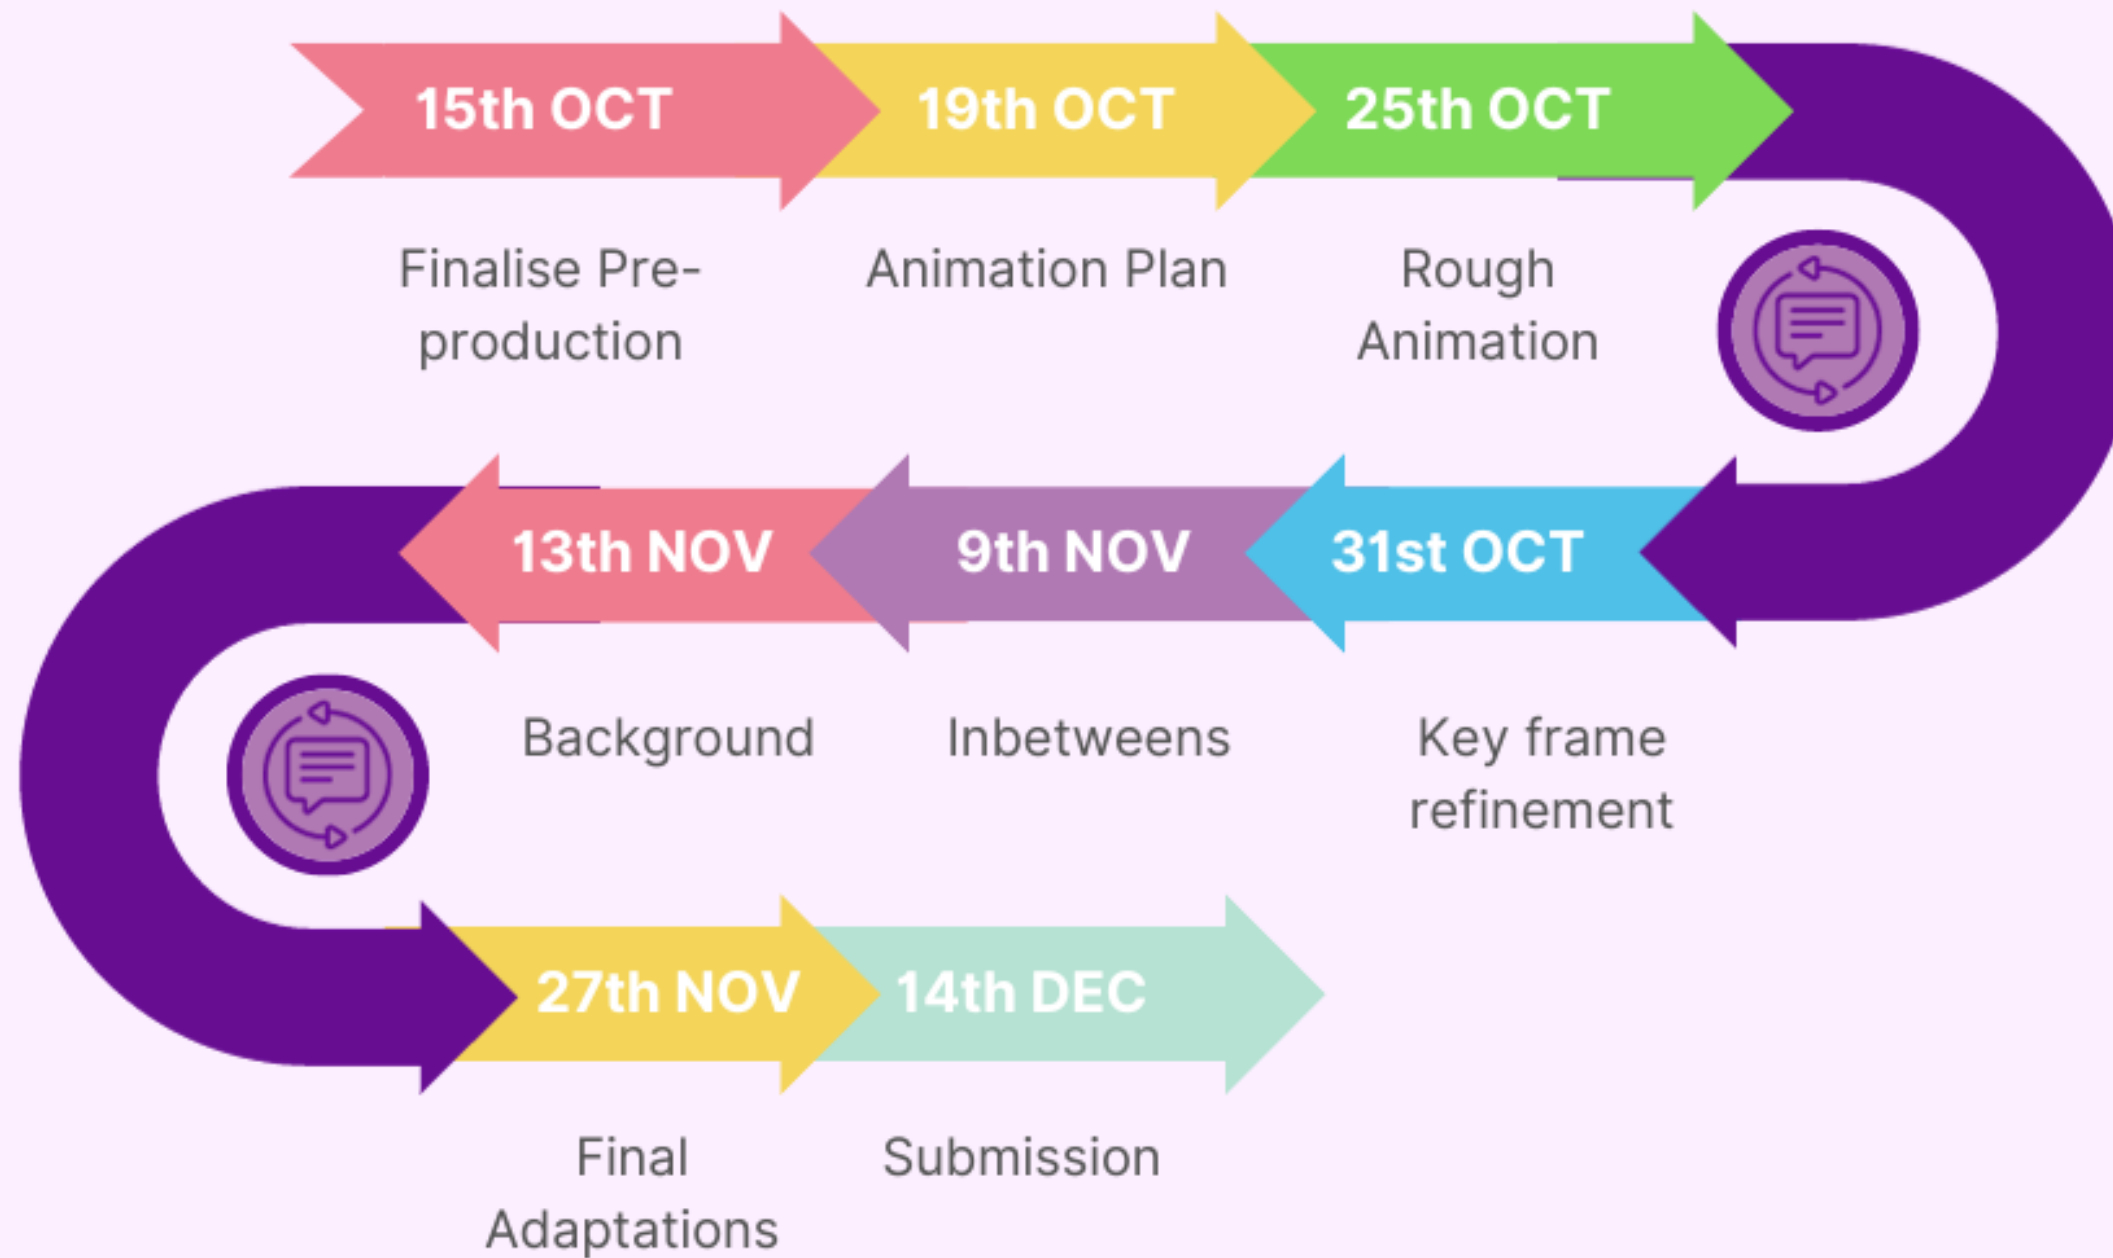 15th OCT
19th OCT
25th OCT
Finalise Pre-
production
Animation Plan
Rough
Animation
13th NOV
9th NOV
31st OCT
Background
Inbetweens
Key frame
refinement
27th NOV
14th DEC
Final
Adaptations
Submission